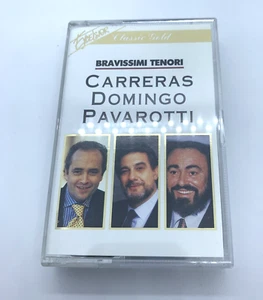 Classic Gold
BRAVISSIMI TENORI
CARRERAS
DOMINGO
PAVAROTTI